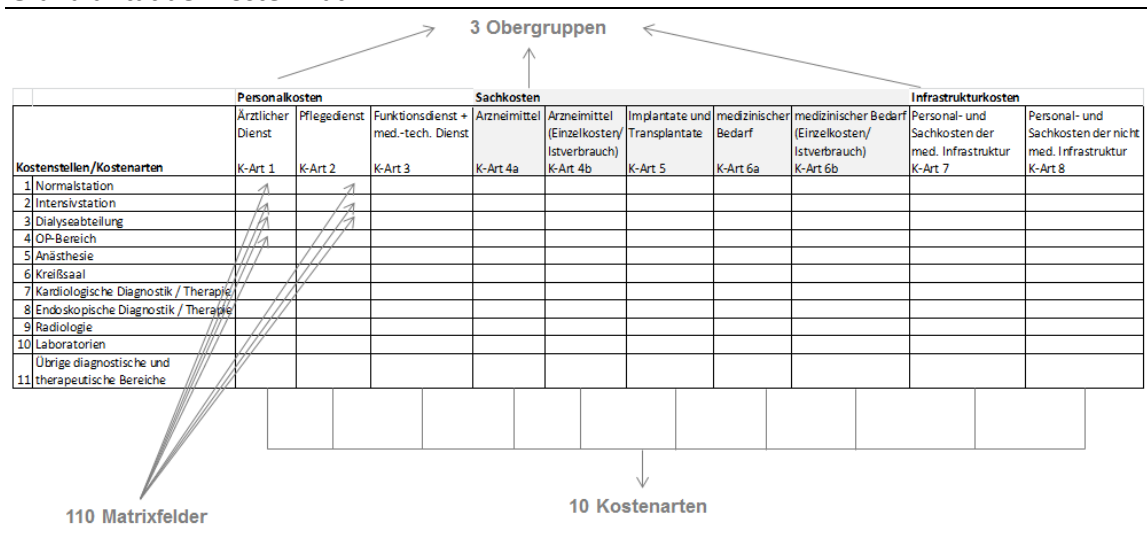 3 Obergruppen
Personalkosten Sachkosten Infrastrukturkosten
Ärztlicher Pflegedienst Funktionsdienst + Arzneimittel Arzneimittel Implantate und medizinischer medizinischer Bedarf Personal- und Personal- und
Dienst med.-tech. Dienst (Einzelkosten/ Transplantate Bedarf (Einzelkosten/ Sachkosten der Sachkosten der nicht
Istverbrauch) Istverbrauch) med. Infrastruktur med. Infrastruktur
Kostenstellen/Kostenarten K-Art 1 K-Art 2 K-Art 3 K-Art 4a K-Art 4b K-Art 5 K-Art 6a K-Art 6b K-Art 7 K-Art 8
1 Normalstation
2 Intensivstation
3 Dialyseabteilung
4 OP-Bereich
5 Anästhesie
6 Kreißsaal
7 Kardiologische Diagnostik / Therapie
8 Endoskopische Diagnostik / Therapie
9 Radiologie
10 Laboratorien
Übrige diagnostische und
11 therapeutische Bereiche
110 Matrixfelder
10 Kostenarten